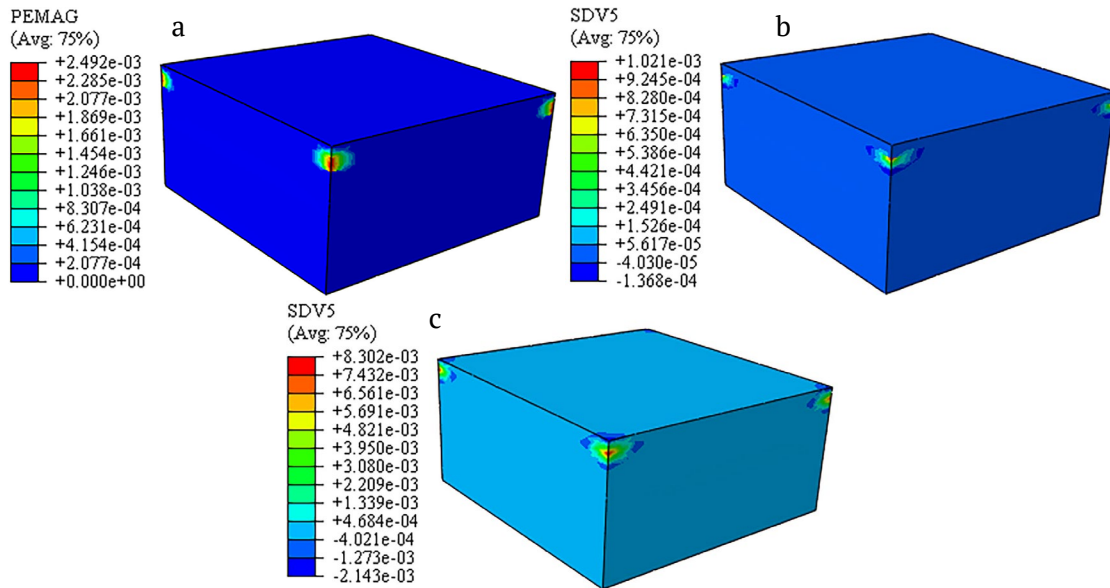 PEMAG
(Avg: 75%)
+2.492e-03
+2.285e-03
+2.077e-03
+1.869e-03
+1.661e-03
+1.454e-03
+1.246e-03
+1.038e-03
+8.307e-04
+6.231e-04
+4.154e-04
+2.077e-04
+0.000e+00
a
SDV5
(Avg: 75%)
+1.021e-03
+9.245e-04
+8.280e-04
+7.315e-04
+6.350e-04
+5.386e-04
+4.421e-04
+3.456e-04
+2.491e-04
+1.526e-04
+5.617e-05
-4.030e-05
-1.368e-04
b
SDV5
(Avg: 75%)
+8.302e-03
+7.432e-03
+6.561e-03
+5.691e-03
+4.821e-03
+3.950e-03
+3.080e-03
+2.209e-03
+1.339e-03
+4.684e-04
-4.021e-04
-1.273e-03
-2.143e-03
c